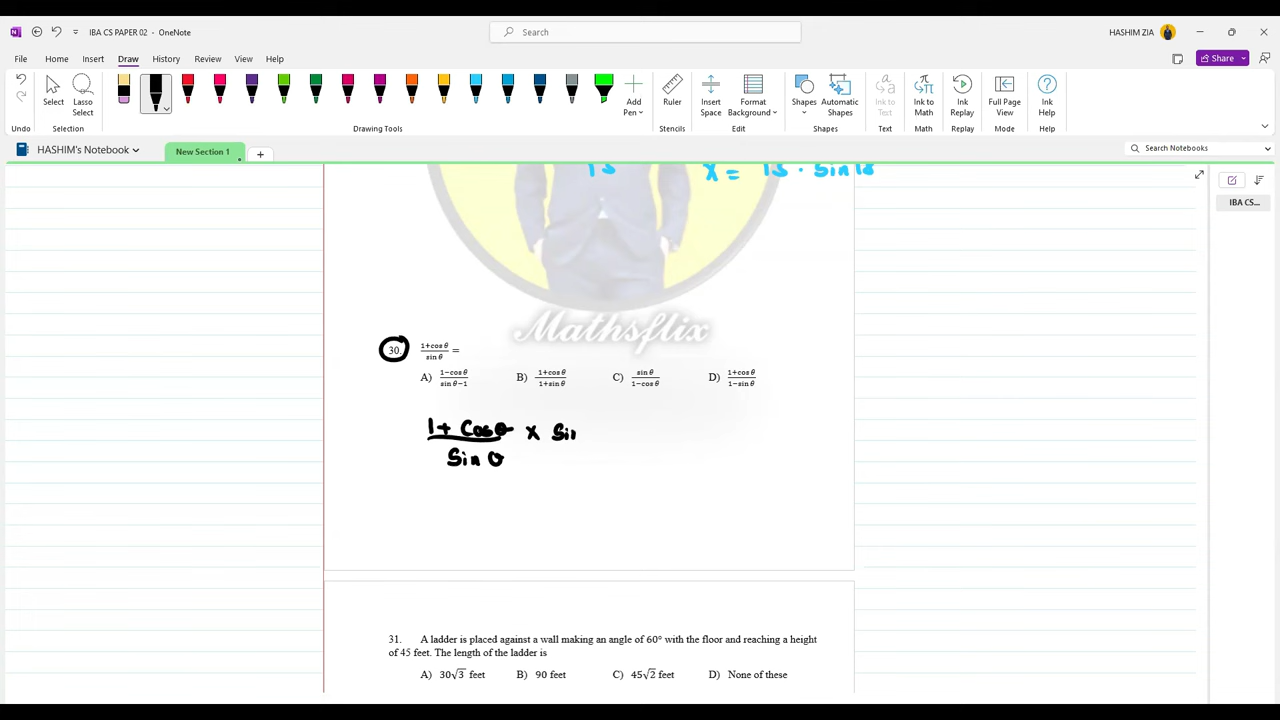 IBA CS PAPER 02 - OneNote
Search
HASHIM ZIA
File Home Insert Draw History Review View Help
Share
Select
Lasso Select
Add Pen
Ruler
Insert Space
Format Background
Shapes
Automatic Shapes
Ink to Text
Ink to Math
Ink Replay
Full Page View
Ink Help
Undo Selection Drawing Tools Stencils Edit Shapes Text Math Replay Mode Help
HASHIM's Notebook New Section 1 + Search Notebooks
IBA CS...
15 x = 15 . sin 18
Mathsflix
30. 1+cos θ / sin θ =
A) 1−cos θ / sin θ−1 B) 1+cos θ / 1+sin θ C) sin θ / 1−cos θ D) 1+cos θ / 1−sin θ
1 + Cosθ x Sin
Sin θ
31. A ladder is placed against a wall making an angle of 60° with the floor and reaching a height
of 45 feet. The length of the ladder is
A) 30√3 feet B) 90 feet C) 45√2 feet D) None of these